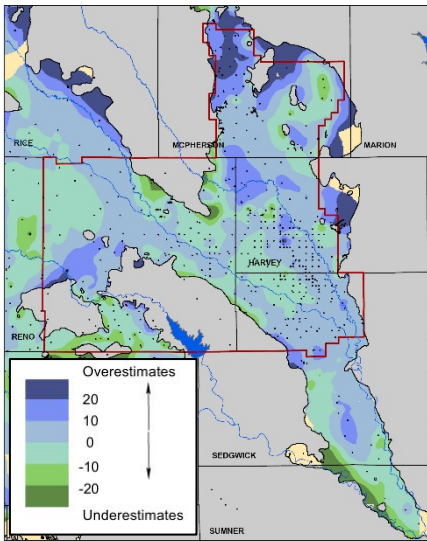 RICE
MCPHERSON
MARION
HARVEY
RENO
Overestimates
20
10
0
-10
-20
Underestimates
SEDGWICK
SUMNER